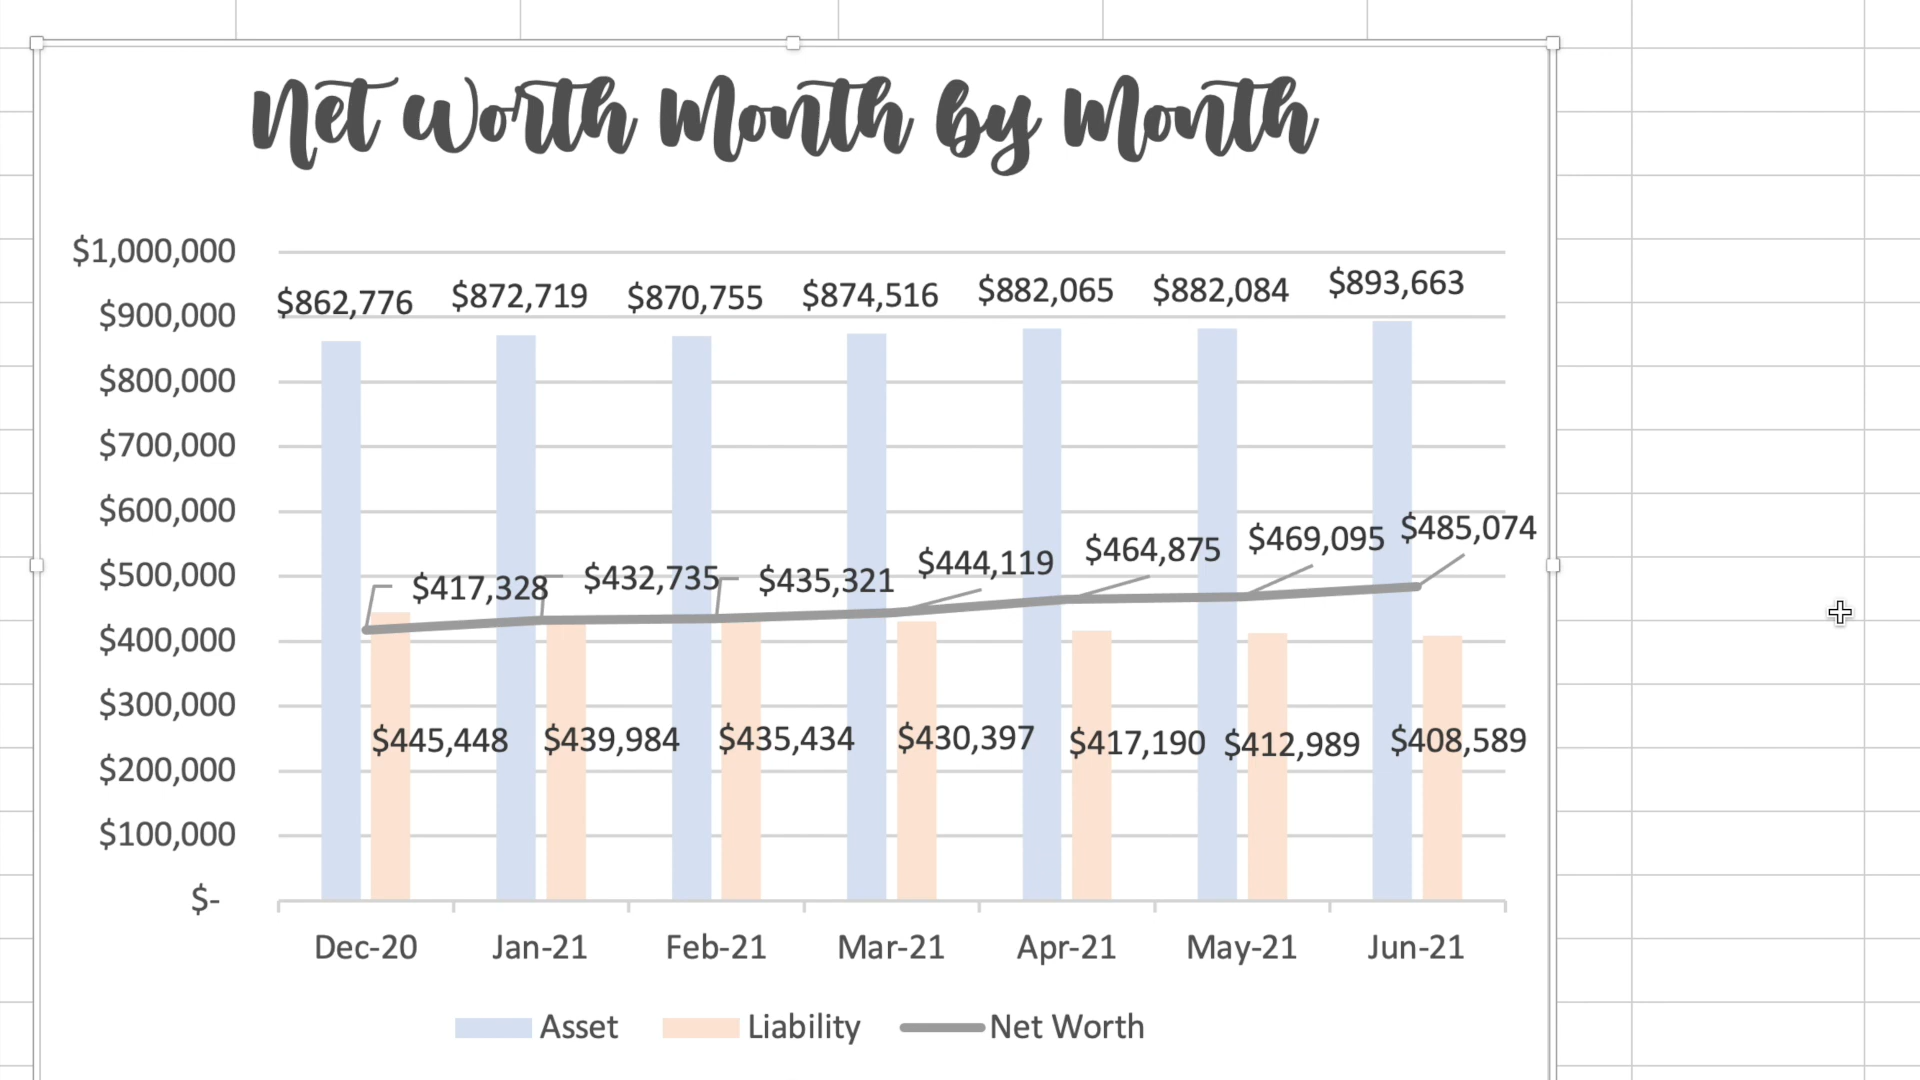 Net Worth Month by Month
$1,000,000
$862,776 $872,719 $870,755 $874,516 $882,065 $882,084 $893,663
$900,000
$800,000
$700,000
$600,000
$417,328 $432,735 $435,321 $444,119 $464,875 $469,095 $485,074
$500,000
$400,000
$300,000
$445,448 $439,984 $435,434 $430,397 $417,190 $412,989 $408,589
$200,000
$100,000
$-
Dec-20 Jan-21 Feb-21 Mar-21 Apr-21 May-21 Jun-21
Asset Liability Net Worth